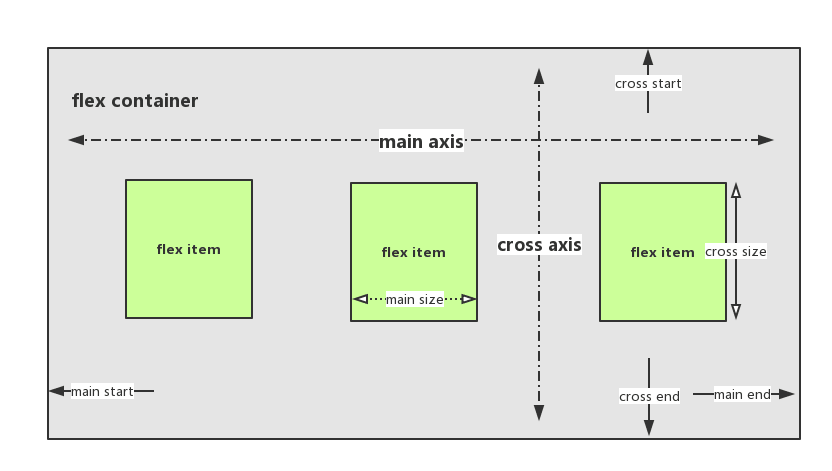 cross start
flex container
main axis
flex item
flex item
flex item
cross axis
cross size
main size
main start
cross end
main end